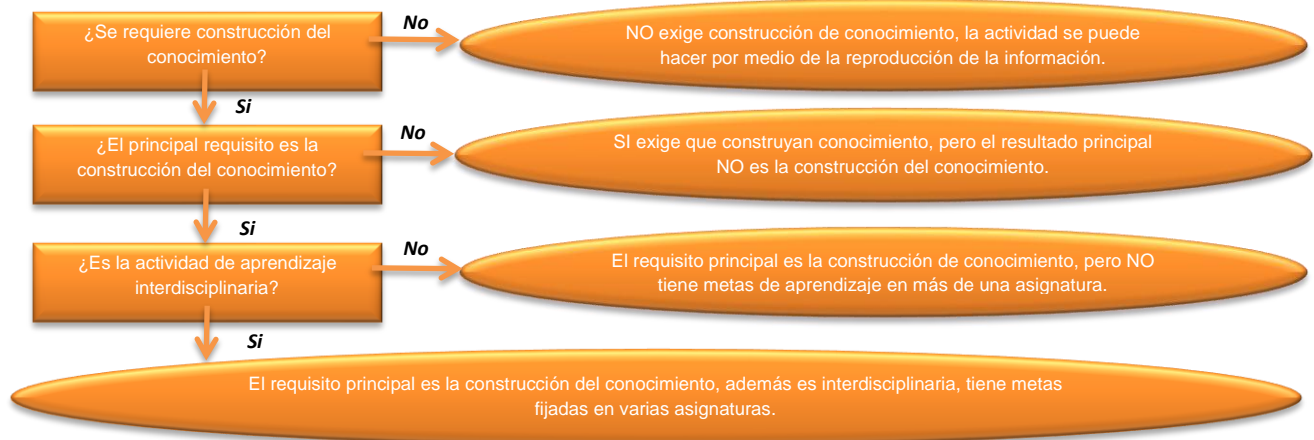 ¿Se requiere construcción del
conocimiento?
No
NO exige construcción de conocimiento, la actividad se puede
hacer por medio de la reproducción de la información.
Si
¿El principal requisito es la
construcción del conocimiento?
No
SI exige que construyan conocimiento, pero el resultado principal
NO es la construcción del conocimiento.
Si
¿Es la actividad de aprendizaje
interdisciplinaria?
No
El requisito principal es la construcción de conocimiento, pero NO
tiene metas de aprendizaje en más de una asignatura.
Si
El requisito principal es la construcción del conocimiento, además es interdisciplinaria, tiene metas
fijadas en varias asignaturas.